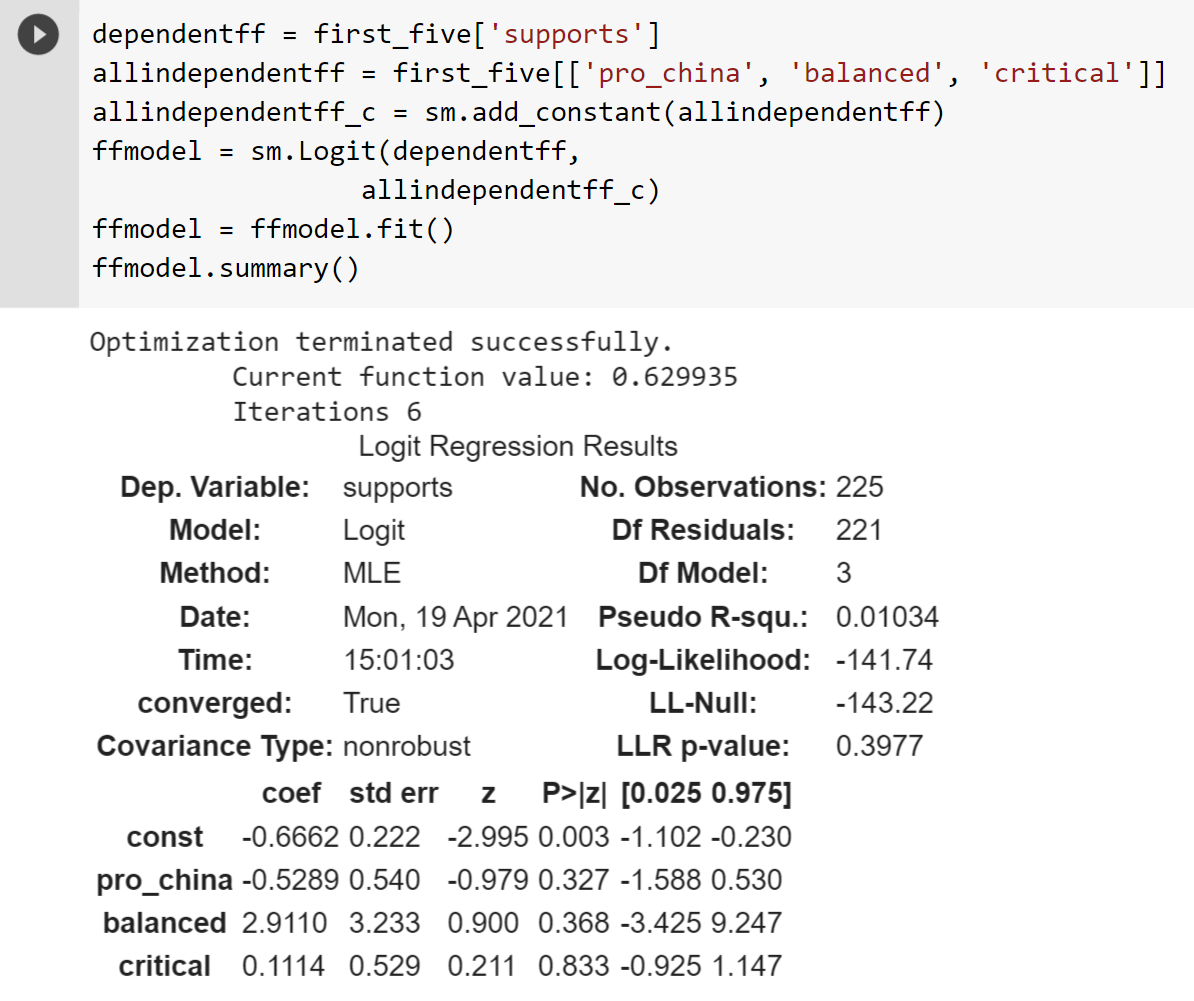 dependentff = first_five['supports']
allindependentff = first_five[['pro_china', 'balanced', 'critical']]
allindependentff_c = sm.add_constant(allindependentff)
ffmodel = sm.Logit(dependentff,
allindependentff_c)
ffmodel = ffmodel.fit()
ffmodel.summary()
Optimization terminated successfully.
Current function value: 0.629935
Iterations 6
Logit Regression Results
Dep. Variable: supports No. Observations: 225
Model: Logit Df Residuals: 221
Method: MLE Df Model: 3
Date: Mon, 19 Apr 2021 Pseudo R-squ.: 0.01034
Time: 15:01:03 Log-Likelihood: -141.74
converged: True LL-Null: -143.22
Covariance Type: nonrobust LLR p-value: 0.3977
coef std err z P>|z| [0.025 0.975]
const -0.6662 0.222 -2.995 0.003 -1.102 -0.230
pro_china -0.5289 0.540 -0.979 0.327 -1.588 0.530
balanced 2.9110 3.233 0.900 0.368 -3.425 9.247
critical 0.1114 0.529 0.211 0.833 -0.925 1.147